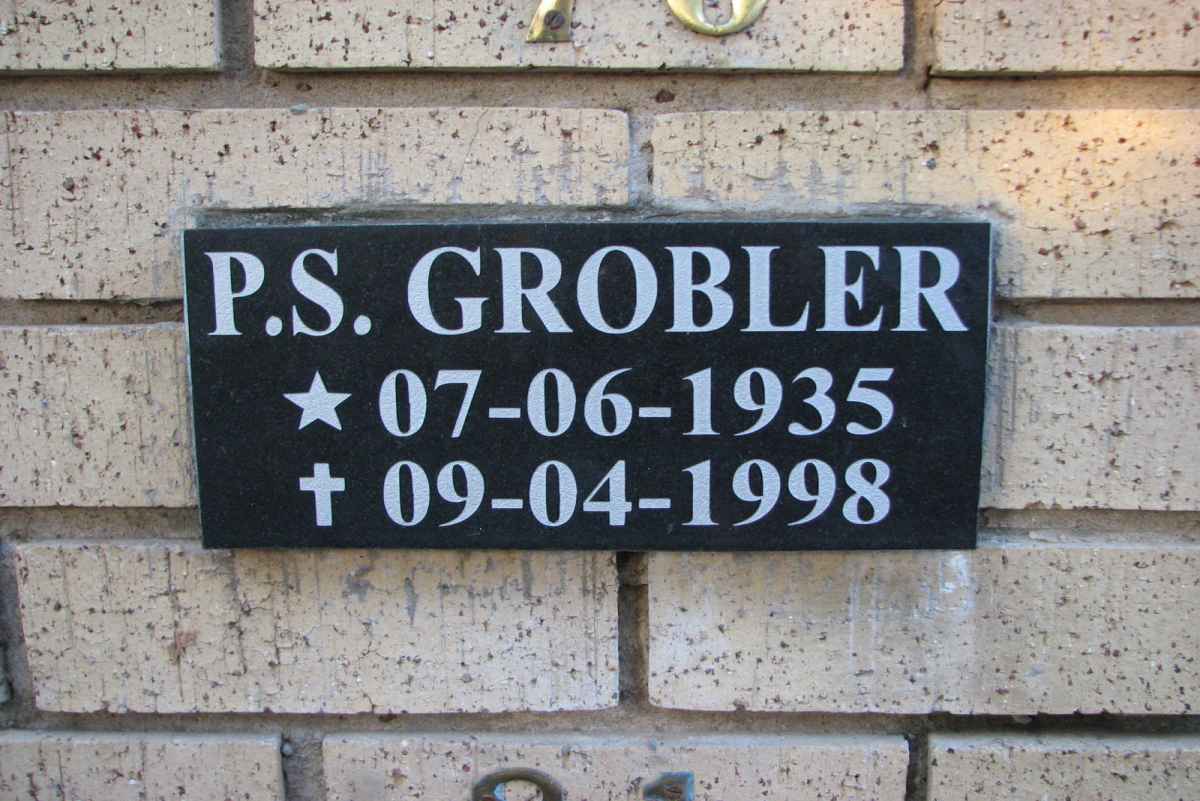 P.S. GROBLER
★ 07-06-1935
✝ 09-04-1998